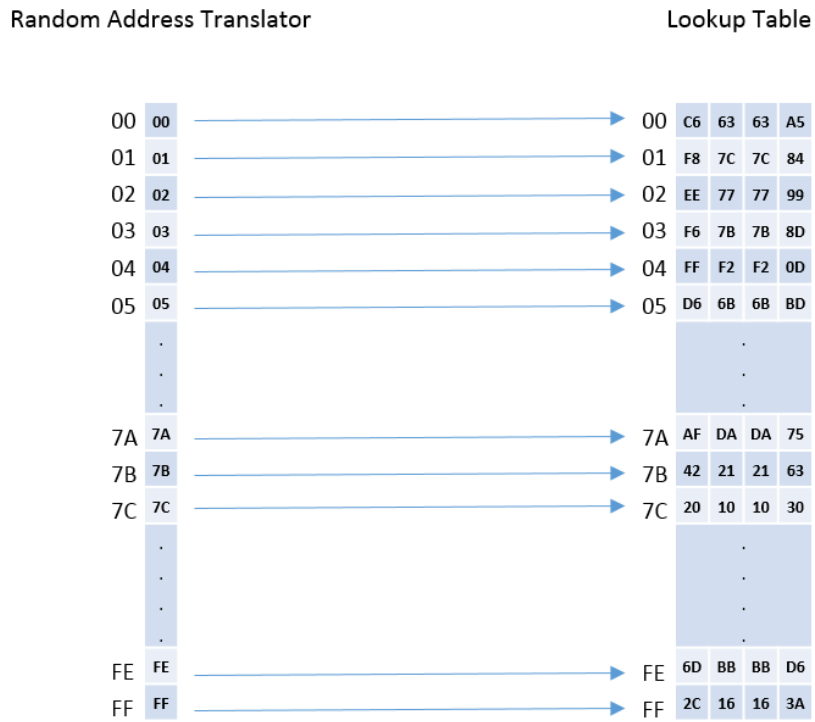 Random Address Translator Lookup Table
00 00 00 C6 63 63 A5
01 01 01 F8 7C 7C 84
02 02 02 EE 77 77 99
03 03 03 F6 7B 7B 8D
04 04 04 FF F2 F2 0D
05 05 05 D6 6B 6B BD
. .
. .
. .
7A 7A 7A AF DA DA 75
7B 7B 7B 42 21 21 63
7C 7C 7C 20 10 10 30
. .
. .
. .
. .
FE FE FE 6D BB BB D6
FF FF FF 2C 16 16 3A